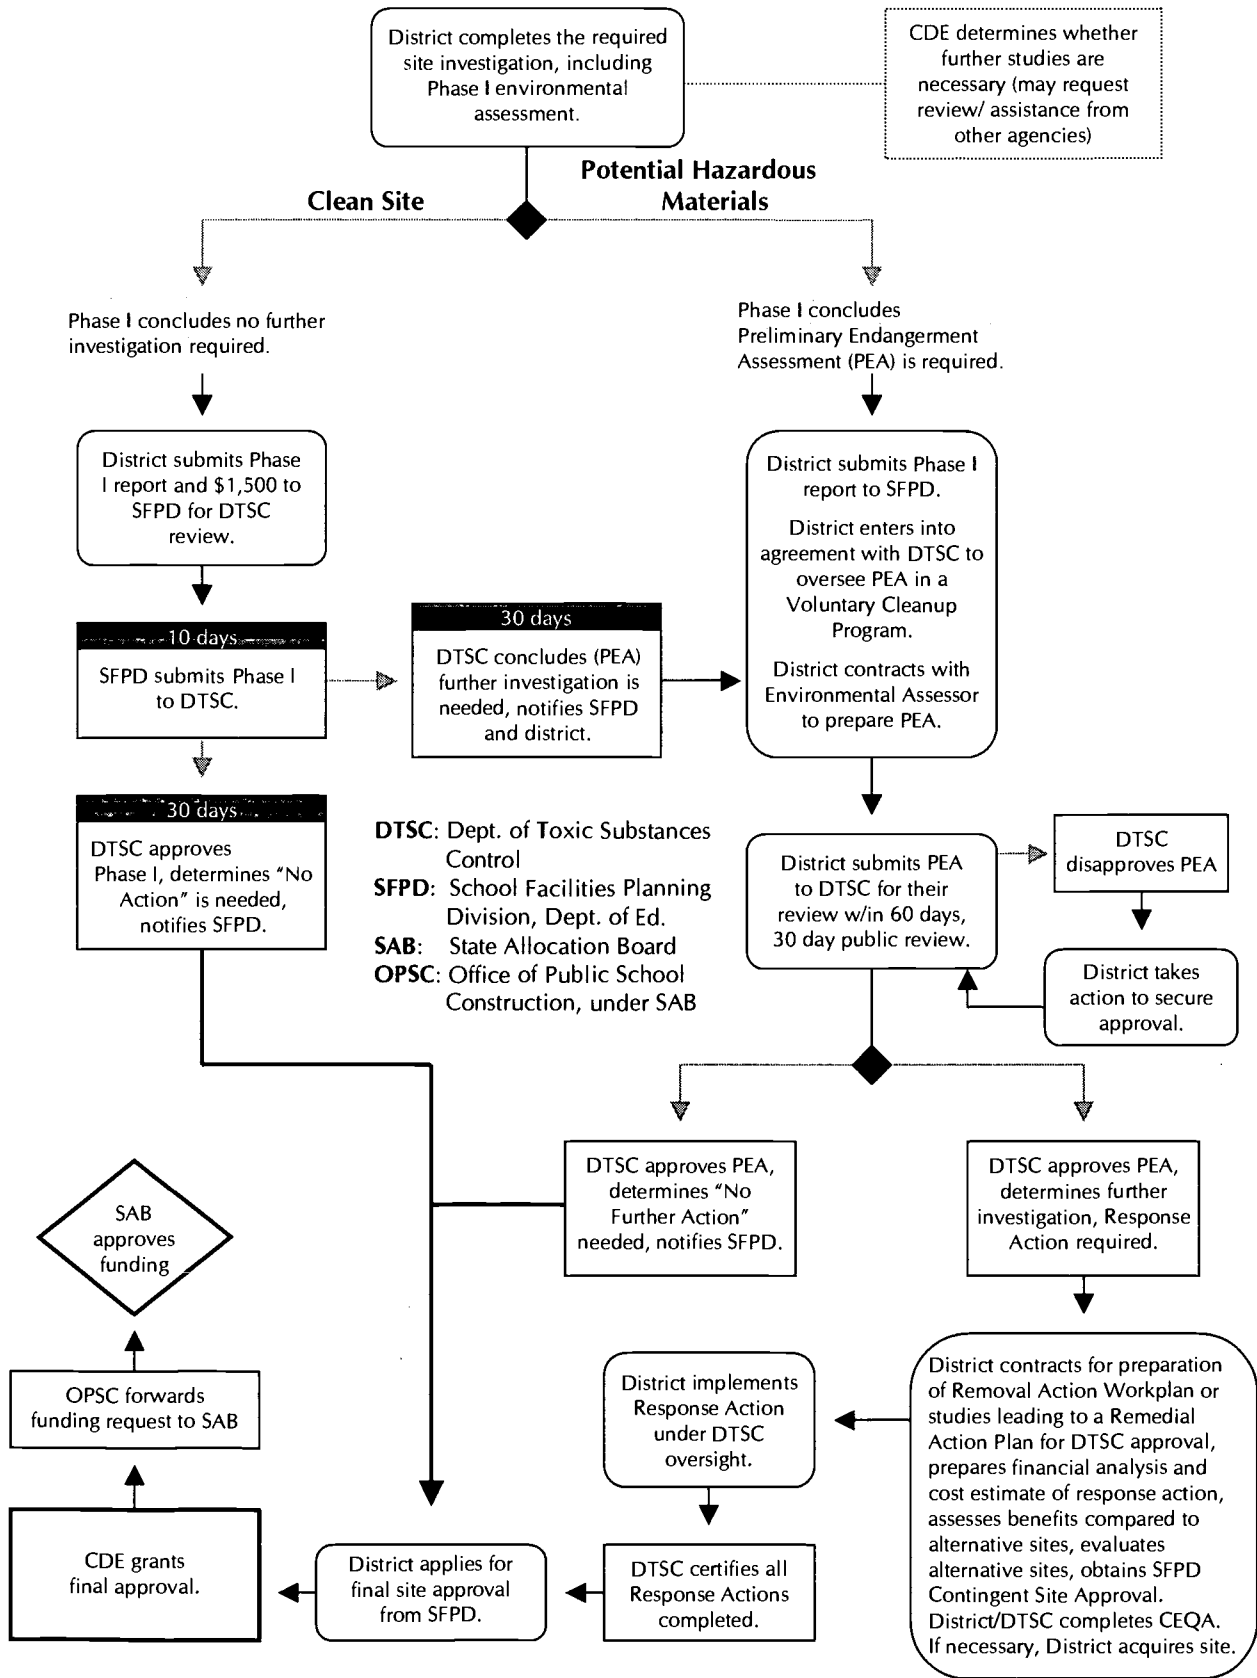 District completes the required
site investigation, including
Phase I environmental
assessment.
CDE determines whether
further studies are
necessary (may request
review/ assistance from
other agencies)
Clean Site
Potential Hazardous
Materials
Phase I concludes no further
investigation required.
Phase I concludes
Preliminary Endangerment
Assessment (PEA) is required.
District submits Phase
I report and $1,500 to
SFPD for DTSC
review.
District submits Phase I
report to SFPD.
District enters into
agreement with DTSC to
oversee PEA in a
Voluntary Cleanup
Program.
District contracts with
Environmental Assessor
to prepare PEA.
10 days
SFPD submits Phase I
to DTSC.
30 days
DTSC concludes (PEA)
further investigation is
needed, notifies SFPD
and district.
30 days
DTSC approves
Phase I, determines "No
Action" is needed,
notifies SFPD.
DTSC: Dept. of Toxic Substances
Control
SFPD: School Facilities Planning
Division, Dept. of Ed.
SAB: State Allocation Board
OPSC: Office of Public School
Construction, under SAB
District submits PEA
to DTSC for their
review w/in 60 days,
30 day public review.
DTSC
disapproves PEA
District takes
action to secure
approval.
DTSC approves PEA,
determines "No
Further Action"
needed, notifies SFPD.
DTSC approves PEA,
determines further
investigation, Response
Action required.
SAB
approves
funding
OPSC forwards
funding request to SAB
CDE grants
final approval.
District applies for
final site approval
from SFPD.
District implements
Response Action
under DTSC
oversight.
DTSC certifies all
Response Actions
completed.
District contracts for preparation
of Removal Action Workplan or
studies leading to a Remedial
Action Plan for DTSC approval,
prepares financial analysis and
cost estimate of response action,
assesses benefits compared to
alternative sites, evaluates
alternative sites, obtains SFPD
Contingent Site Approval.
District/DTSC completes CEQA.
If necessary, District acquires site.